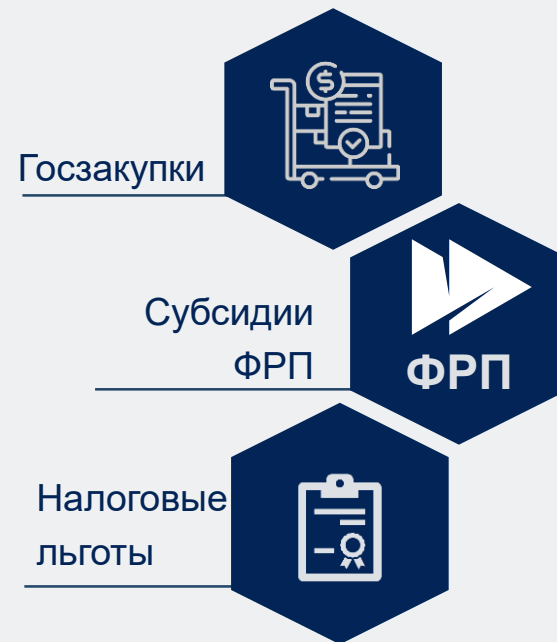 $
Госзакупки
Субсидии
ФРП
ФРП
Налоговые
льготы